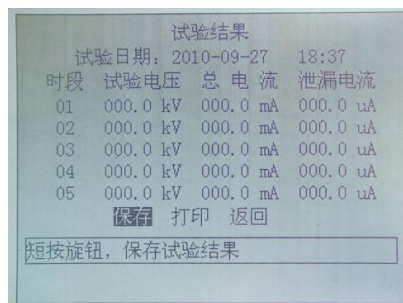 试验结果
试验日期：2010-09-27 18:37
时段 试验电压 总 电 流 泄漏电流
01 000.0 kV 000.0 mA 000.0 uA
02 000.0 kV 000.0 mA 000.0 uA
03 000.0 kV 000.0 mA 000.0 uA
04 000.0 kV 000.0 mA 000.0 uA
05 000.0 kV 000.0 mA 000.0 uA
保存 打印 返回
短按旋钮，保存试验结果